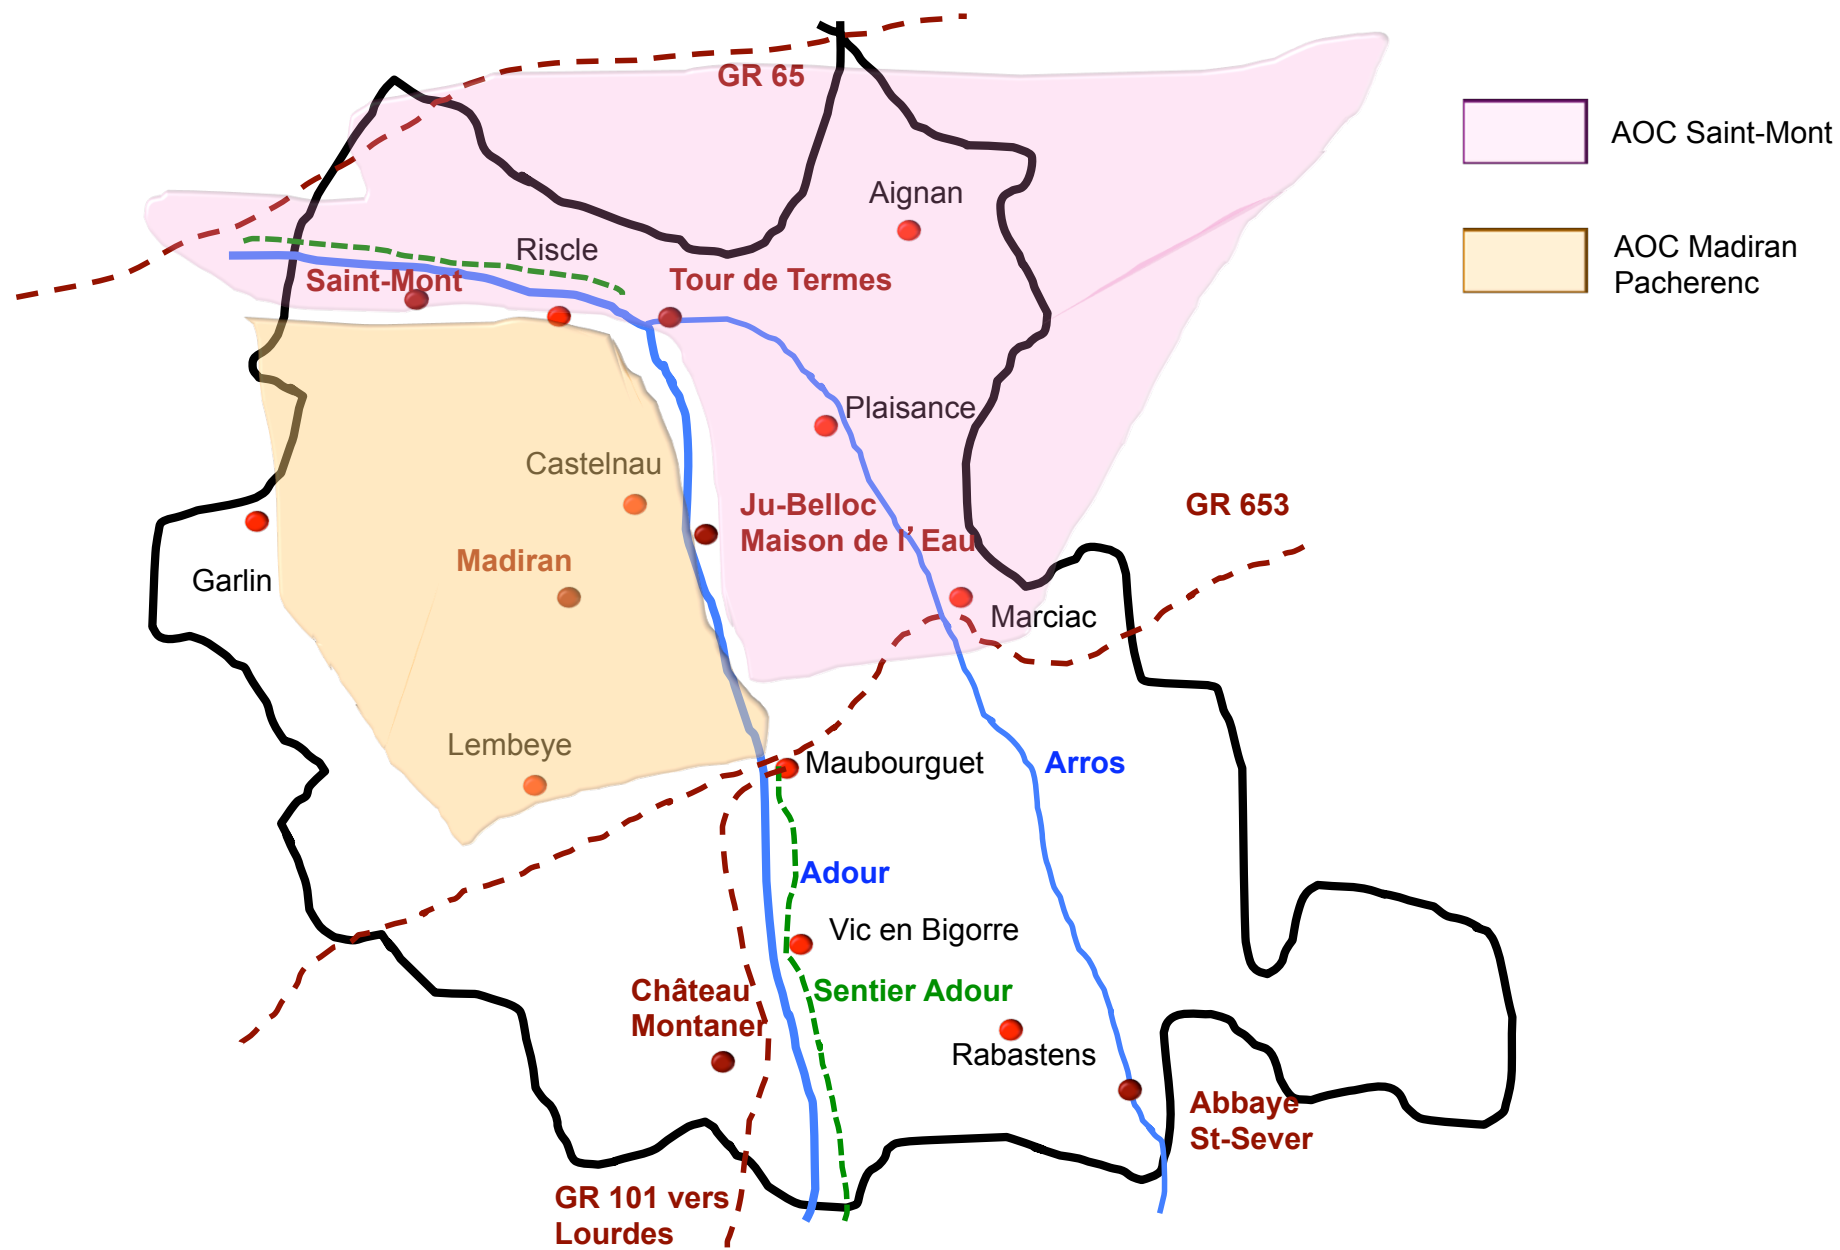 GR 65
AOC Saint-Mont
Aignan
Riscle
AOC Madiran
Pacherenc
Saint-Mont
Tour de Termes
Plaisance
Castelnau
Ju-Belloc
Maison de l’Eau
GR 653
Madiran
Garlin
Marciac
Lembeye
Maubourguet
Arros
Adour
Vic en Bigorre
Château
Montaner
Sentier Adour
Rabastens
Abbaye
St-Sever
GR 101 vers
Lourdes